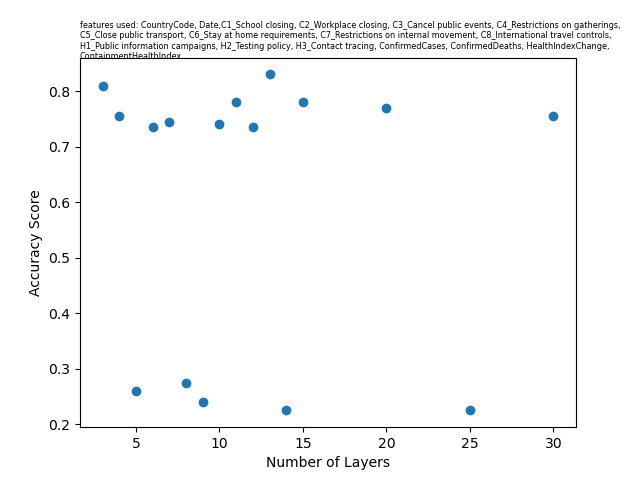 features used: CountryCode, Date,C1_School closing, C2_Workplace closing, C3_Cancel public events, C4_Restrictions on gatherings,
C5_Close public transport, C6_Stay at home requirements, C7_Restrictions on internal movement, C8_International travel controls,
H1_Public information campaigns, H2_Testing policy, H3_Contact tracing, ConfirmedCases, ConfirmedDeaths, HealthIndexChange,
ContainmentHealthIndex
0.8
0.7
0.6
0.5
0.4
0.3
0.2
Accuracy Score
5 10 15 20 25 30
Number of Layers